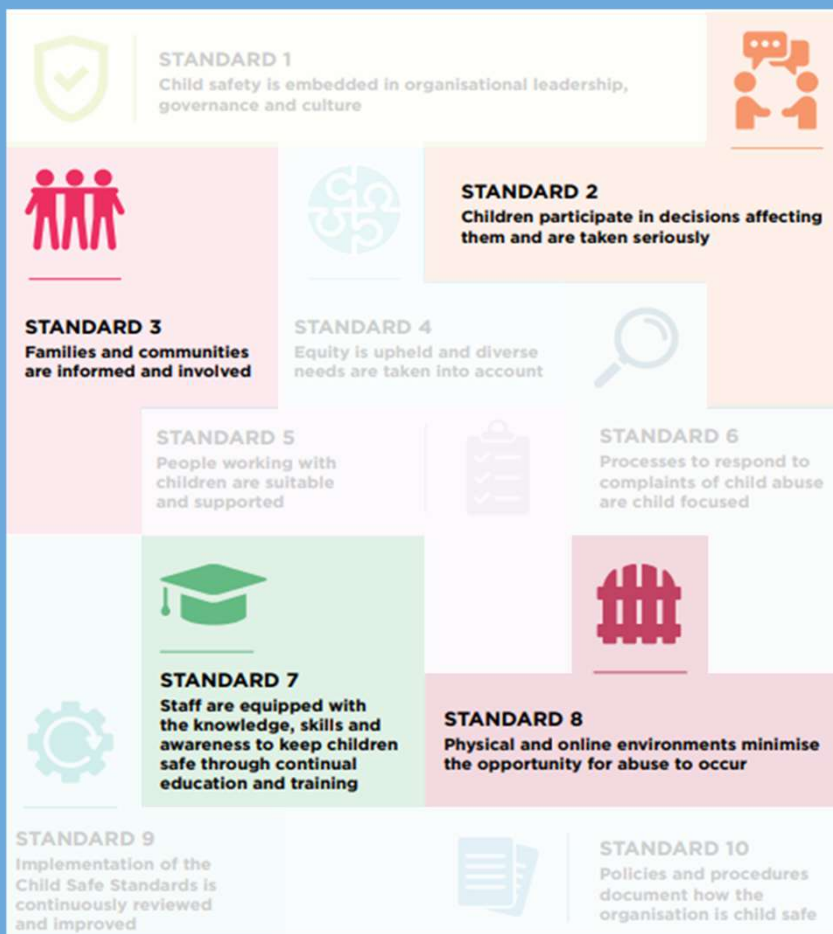 STANDARD 1
Child safety is embedded in organisational leadership,
governance and culture
STANDARD 2
Children participate in decisions affecting
them and are taken seriously
STANDARD 3
Families and communities
are informed and involved
STANDARD 4
Equity is upheld and diverse
needs are taken into account
STANDARD 5
People working with
children are suitable
and supported
STANDARD 6
Processes to respond to
complaints of child abuse
are child focused
STANDARD 7
Staff are equipped with
the knowledge, skills and
awareness to keep children
safe through continual
education and training
STANDARD 8
Physical and online environments minimise
the opportunity for abuse to occur
STANDARD 9
Implementation of the
Child Safe Standards is
continuously reviewed
and improved
STANDARD 10
Policies and procedures
document how the
organisation is child safe